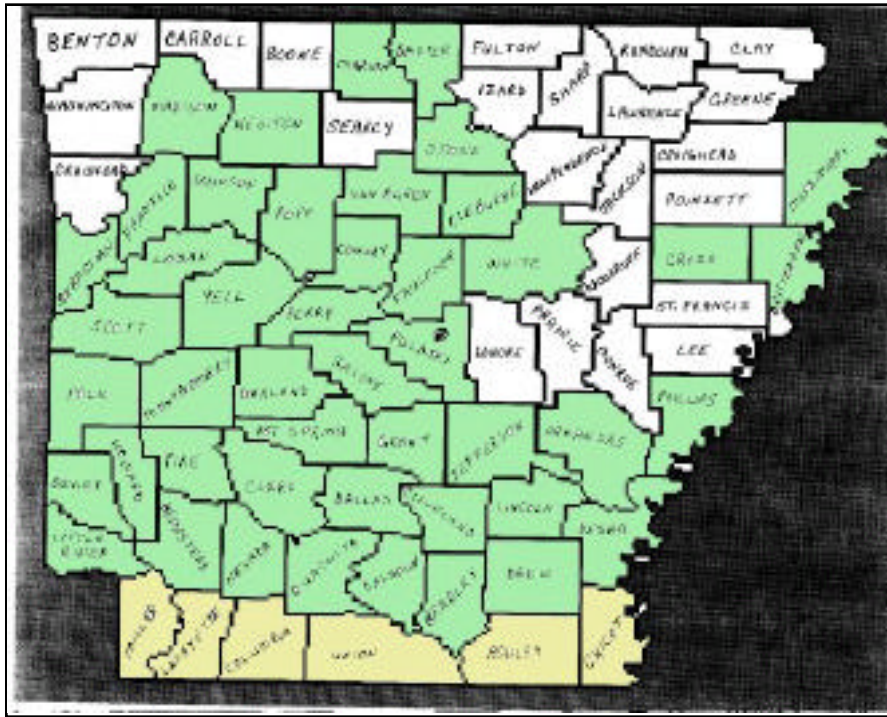 BENTON
CARROLL
BOONE
MARION
BAXTER
FULTON
RANDOLPH
CLAY
IZARD
SHARP
LAWRENCE
GREENE
WASHINGTON
MADISON
NEWTON
SEARCY
STONE
INDEPENDENCE
JACKSON
CRAIGHEAD
MISSISSIPPI
CRAWFORD
FRANKLIN
JOHNSON
POPE
VAN BUREN
CLEBURNE
POINSETT
SEBASTIAN
LOGAN
CONWAY
FAULKNER
WHITE
WOODRUFF
CROSS
CRITTENDEN
SCOTT
YELL
PERRY
PULASKI
LONOKE
PRAIRIE
MONROE
ST. FRANCIS
LEE
POLK
MONTGOMERY
GARLAND
SALINE
PHILLIPS
HOT SPRING
GRANT
JEFFERSON
ARKANSAS
SEVIER
HOWARD
PIKE
CLARK
DALLAS
CLEVELAND
LINCOLN
DESHA
LITTLE
RIVER
HEMPSTEAD
NEVADA
OUACHITA
CALHOUN
BRADLEY
DREW
MILLER
LAFAYETTE
COLUMBIA
UNION
ASHLEY
CHICOT